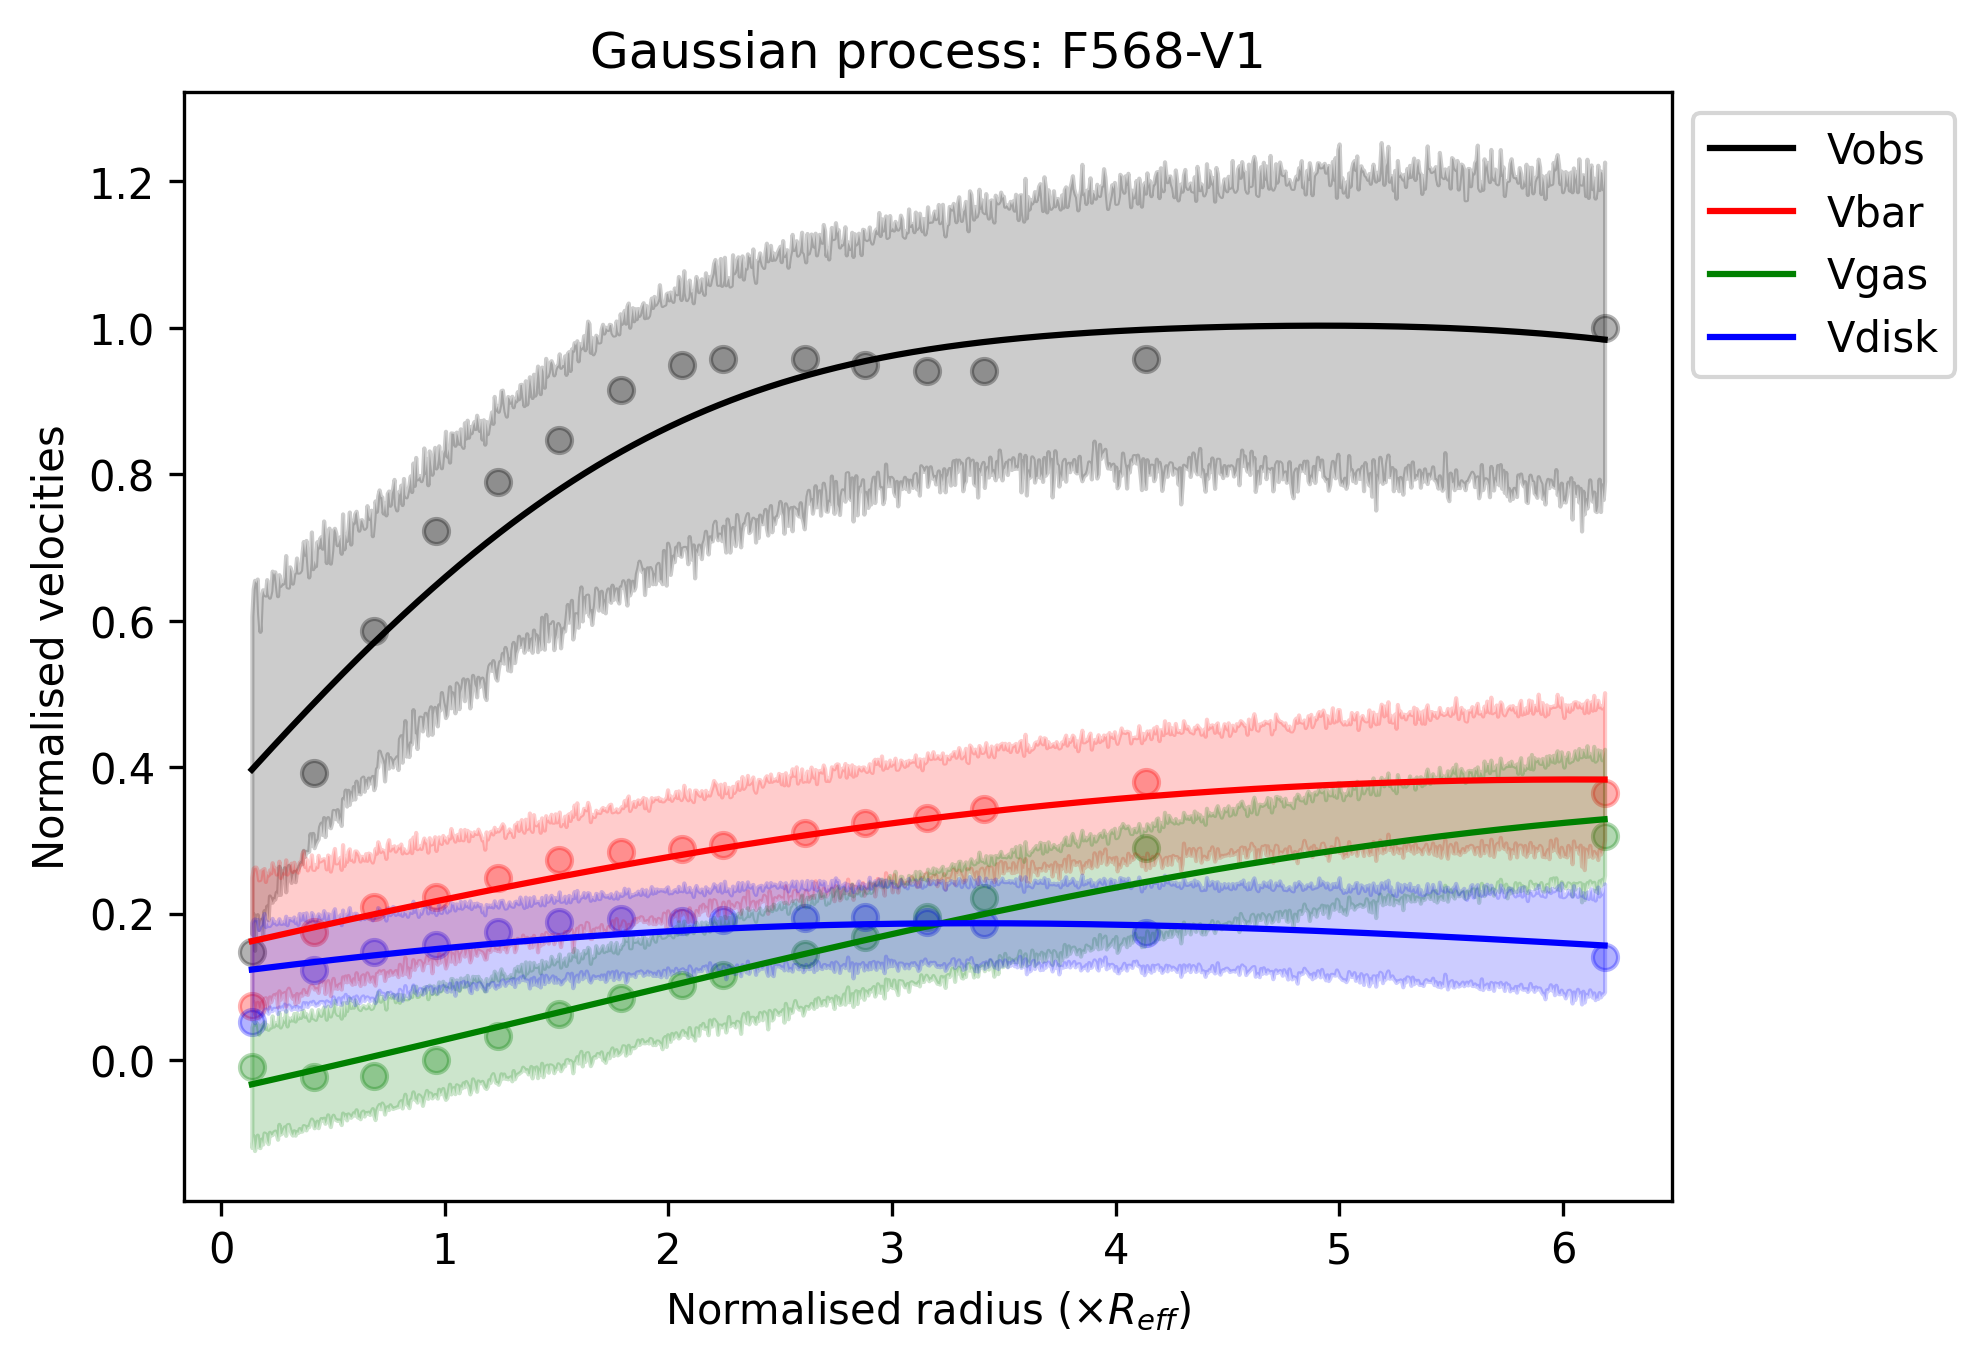 Gaussian process: F568-V1
Vobs
Vbar
Vgas
Vdisk
Normalised velocities
1.2
1.0
0.8
0.6
0.4
0.2
0.0
0 1 2 3 4 5 6
Normalised radius (×R_eff)